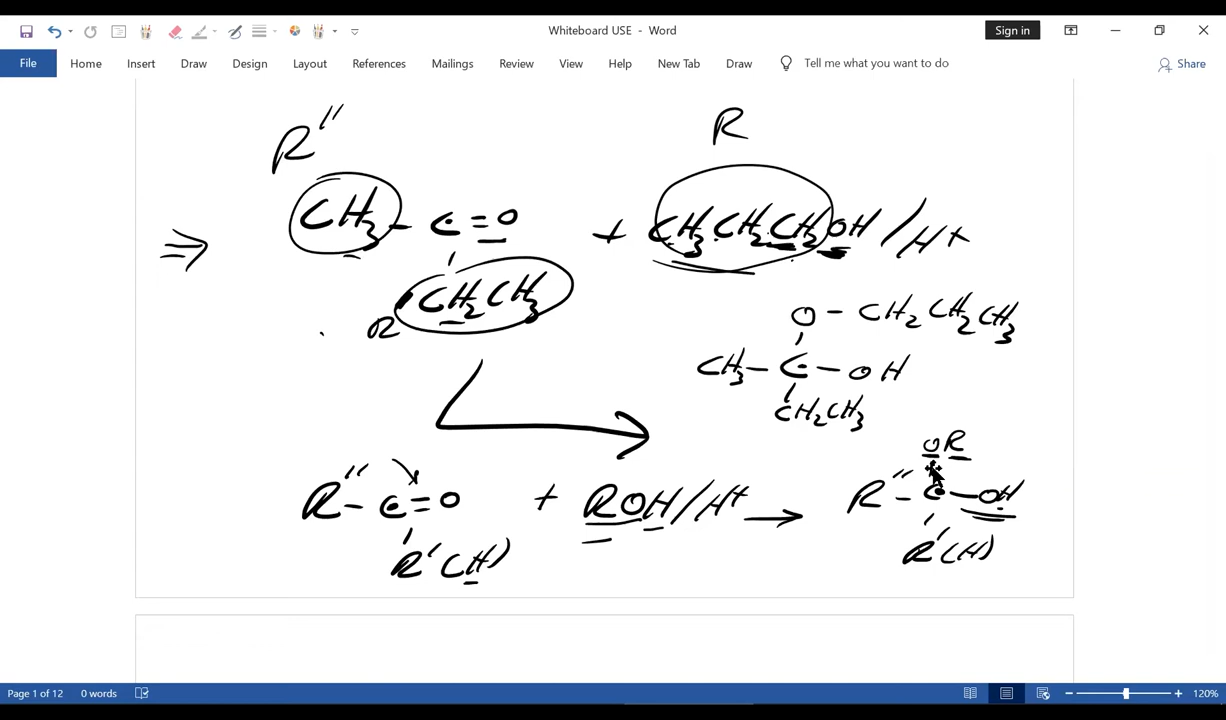 Whiteboard USE - Word
Sign in
File Home Insert Draw Design Layout References Mailings Review View Help New Tab Draw Tell me what you want to do Share
R'' R
⇒ CH₃ - C = O + CH₃CH₂CH₂OH / H+
R CH₂CH₃
O - CH₂ CH₂CH₃
CH₃ - C - OH
CH₂CH₃
OR
R'' - C = O + ROH / H+ → R'' - C - OH
R'(H) R'(H)
Page 1 of 12 0 words 120%